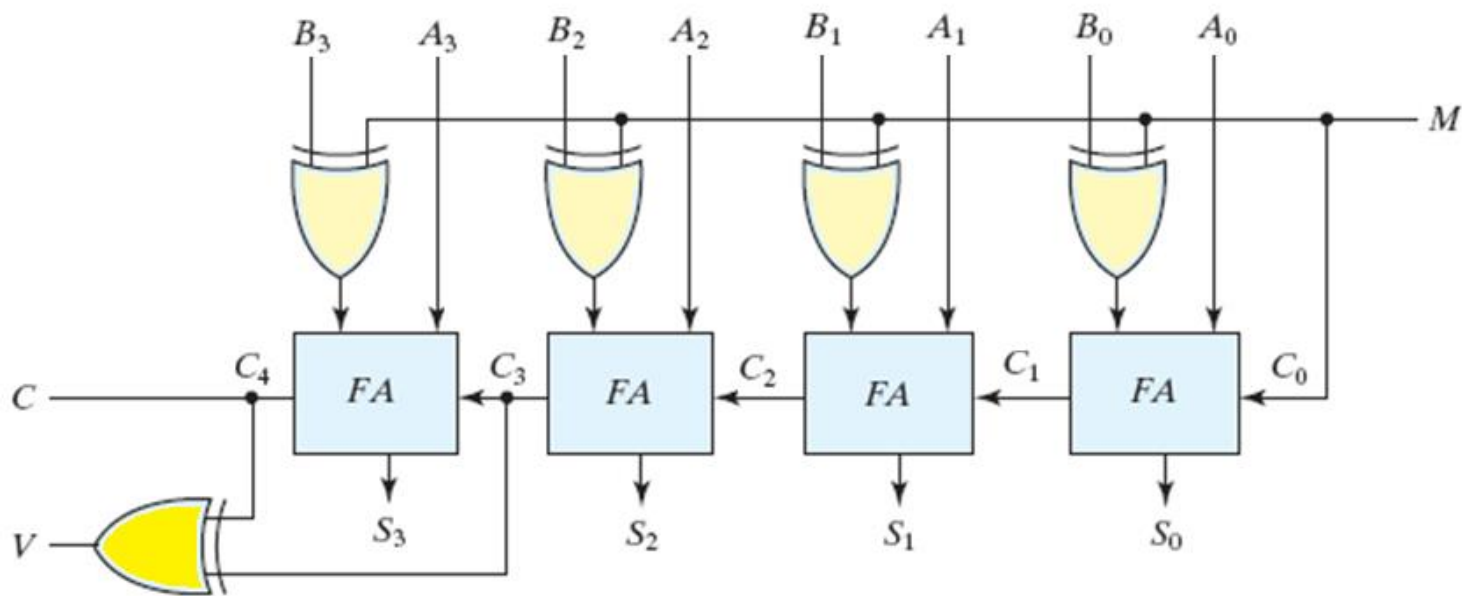 B₃ A₃ B₂ A₂ B₁ A₁ B₀ A₀
M
C₄ C₃ C₂ C₁ C₀
C FA FA FA FA
S₃ S₂ S₁ S₀
V